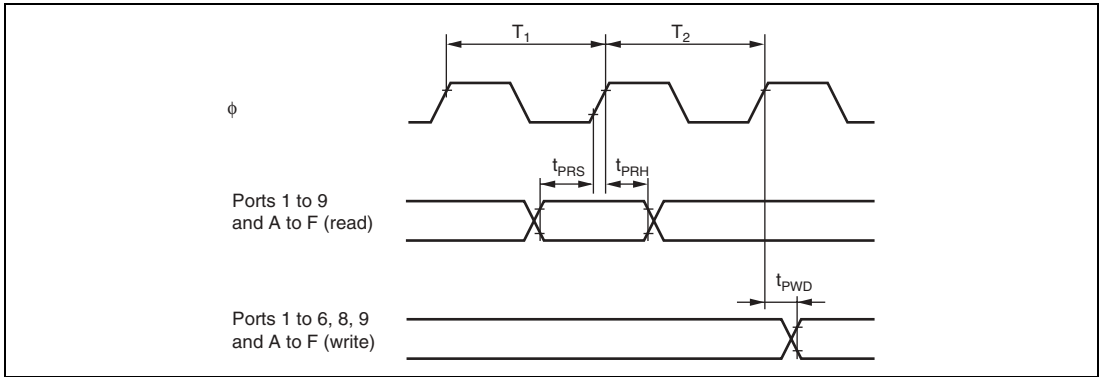 T₁ T₂
ϕ
tPRS tPRH
Ports 1 to 9
and A to F (read)
tPWD
Ports 1 to 6, 8, 9
and A to F (write)